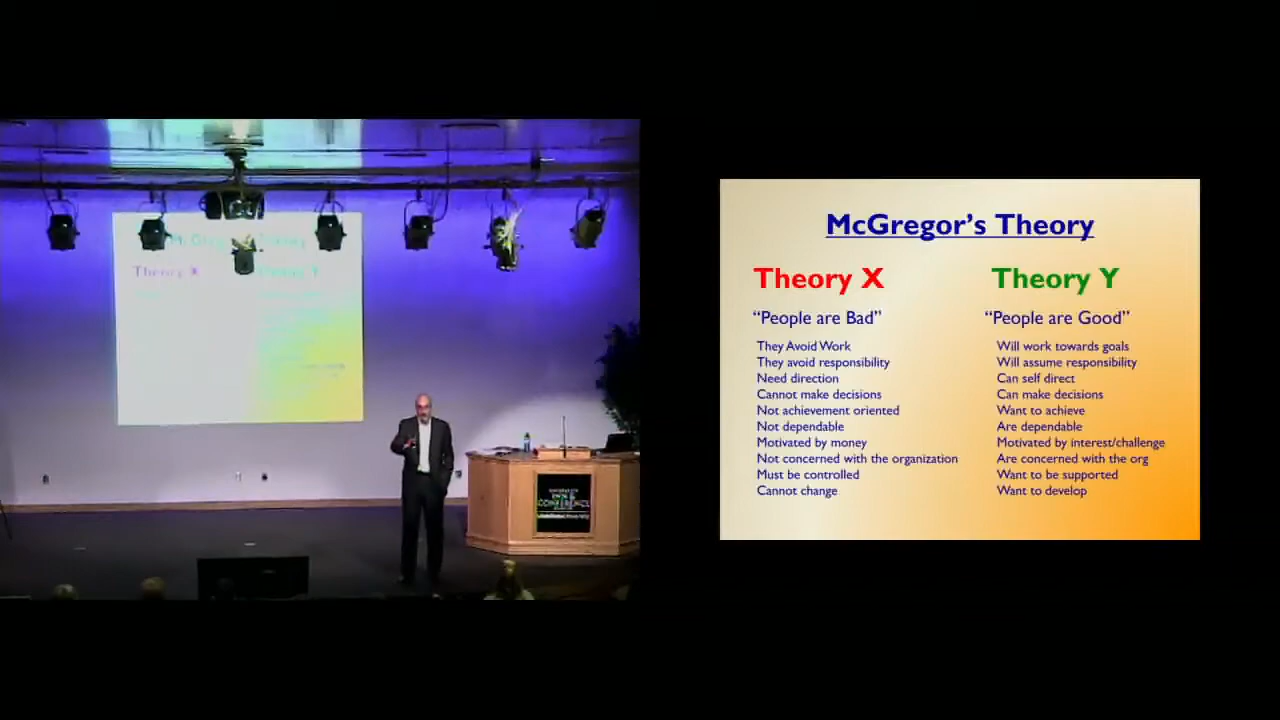 Theory X
Theory Y
CONFERENCE
McGregor’s Theory
Theory X
“People are Bad”
They Avoid Work
They avoid responsibility
Need direction
Cannot make decisions
Not achievement oriented
Not dependable
Motivated by money
Not concerned with the organization
Must be controlled
Cannot change
Theory Y
“People are Good”
Will work towards goals
Will assume responsibility
Can self direct
Can make decisions
Want to achieve
Are dependable
Motivated by interest/challenge
Are concerned with the org
Want to be supported
Want to develop